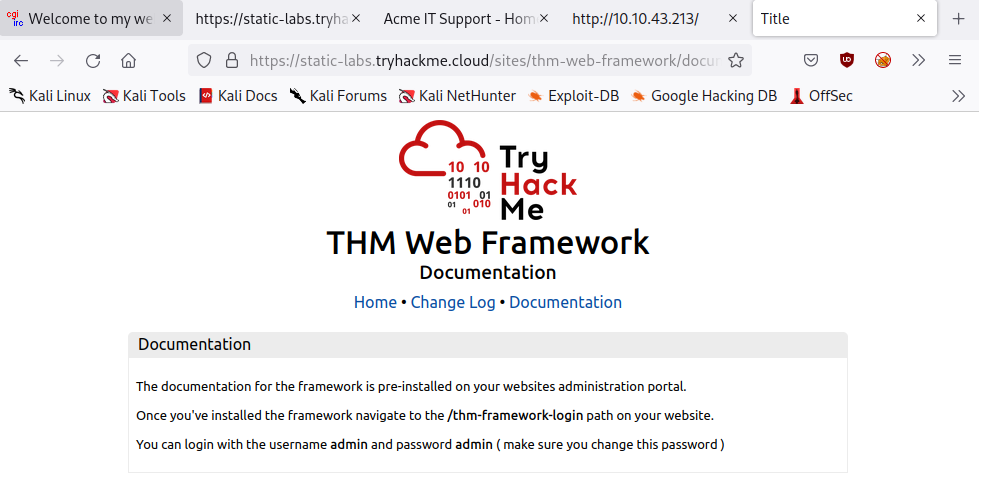 cgi irc Welcome to my we
https://static-labs.tryha
Acme IT Support - Hom
http://10.10.43.213/
Title
https://static-labs.tryhackme.cloud/sites/thm-web-framework/docu
Kali Linux Kali Tools Kali Docs Kali Forums Kali NetHunter Exploit-DB Google Hacking DB OffSec
10 10
1110
0101 01
01 010
01
Try
Hack
Me
THM Web Framework
Documentation
Home • Change Log • Documentation
Documentation
The documentation for the framework is pre-installed on your websites administration portal.
Once you've installed the framework navigate to the /thm-framework-login path on your website.
You can login with the username admin and password admin ( make sure you change this password )